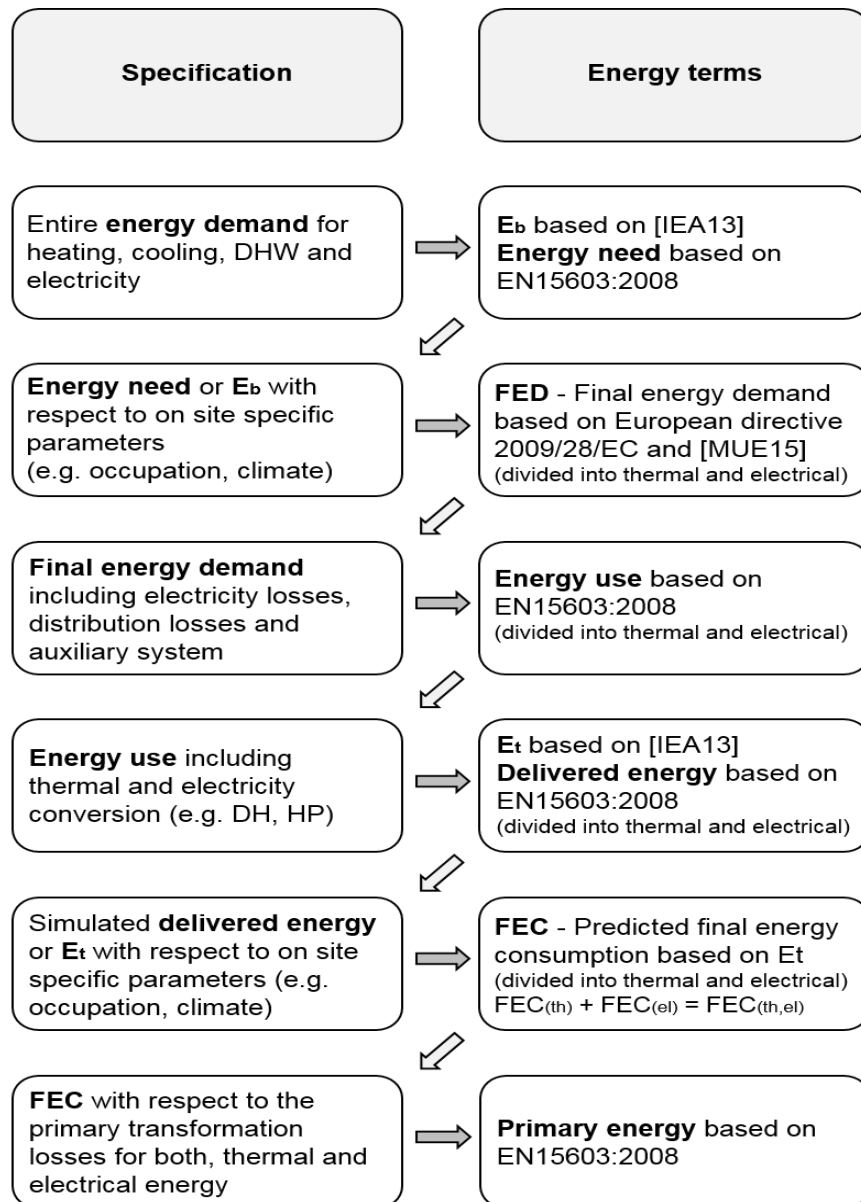 Specification
Energy terms
Entire energy demand for
heating, cooling, DHW and
electricity
Eb based on [IEA13]
Energy need based on
EN15603:2008
Energy need or Eb with
respect to on site specific
parameters
(e.g. occupation, climate)
FED - Final energy demand
based on European directive
2009/28/EC and [MUE15]
(divided into thermal and electrical)
Final energy demand
including electricity losses,
distribution losses and
auxiliary system
Energy use based on
EN15603:2008
(divided into thermal and electrical)
Energy use including
thermal and electricity
conversion (e.g. DH, HP)
Et based on [IEA13]
Delivered energy based on
EN15603:2008
(divided into thermal and electrical)
Simulated delivered energy
or Et with respect to on site
specific parameters (e.g.
occupation, climate)
FEC - Predicted final energy
consumption based on Et
(divided into thermal and electrical)
FEC(th) + FEC(el) = FEC(th,el)
FEC with respect to the
primary transformation
losses for both, thermal and
electrical energy
Primary energy based on
EN15603:2008